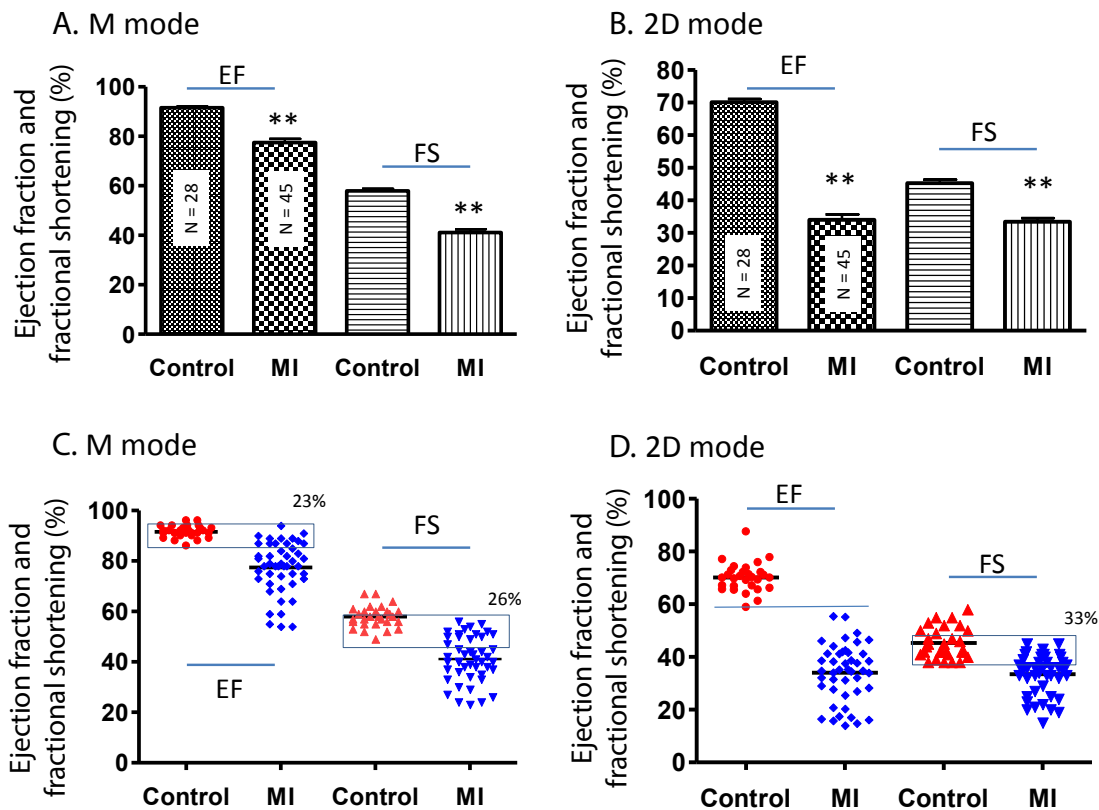 A. M mode
Ejection fraction and
fractional shortening (%)
100
80
60
40
20
0
EF
**
FS
**
N = 28
N = 45
Control MI Control MI
B. 2D mode
Ejection fraction and
fractional shortening (%)
80
70
60
50
40
30
20
10
0
EF
**
FS
**
N = 28
N = 45
Control MI Control MI
C. M mode
Ejection fraction and
fractional shortening (%)
100
80
60
40
20
0
23%
FS
26%
EF
Control MI Control MI
D. 2D mode
Ejection fraction and
fractional shortening (%)
100
80
60
40
20
0
EF
FS
33%
Control MI Control MI